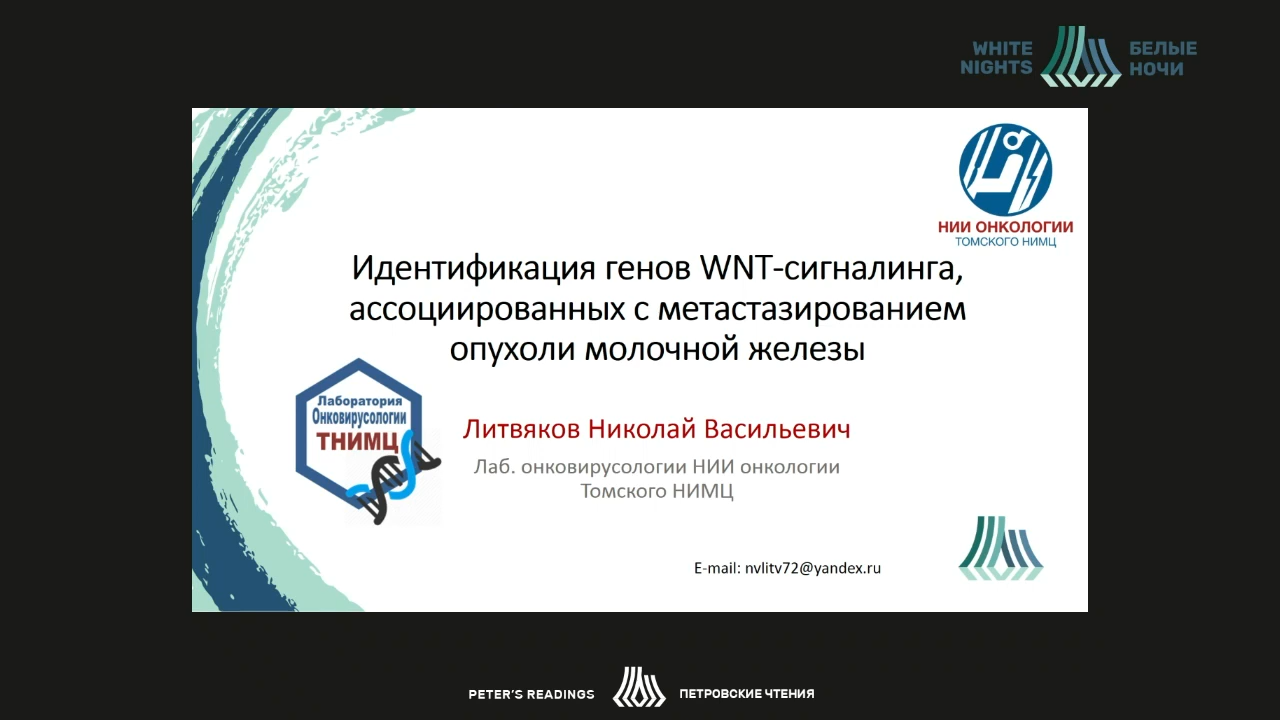 WHITE
NIGHTS
БЕЛЫЕ
НОЧИ
НИИ ОНКОЛОГИИ
ТОМСКОГО НИМЦ
Идентификация генов WNT-сигналинга,
ассоциированных с метастазированием
опухоли молочной железы
Лаборатория
Онковирусологии
ТНИМЦ
Литвяков Николай Васильевич
Лаб. онковирусологии НИИ онкологии
Томского НИМЦ
E-mail: nvlitv72@yandex.ru
PETER'S READINGS
ПЕТРОВСКИЕ ЧТЕНИЯ